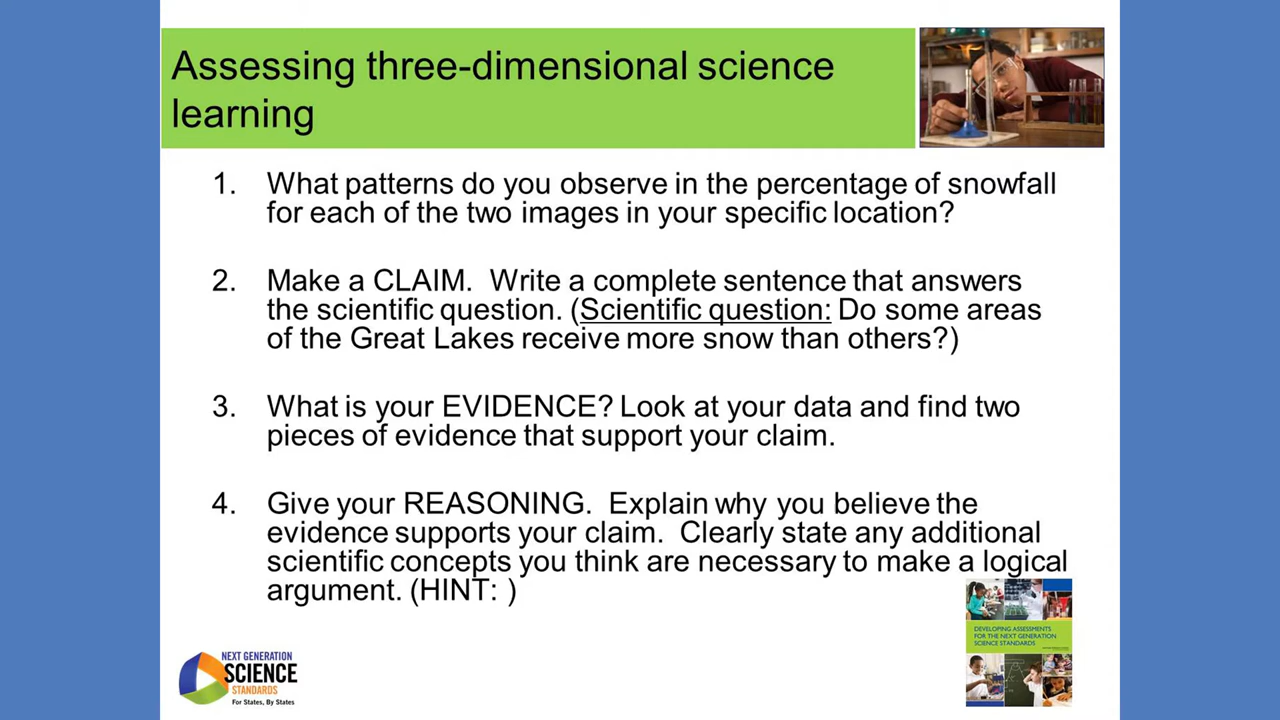 Assessing three-dimensional science
learning
1. What patterns do you observe in the percentage of snowfall
for each of the two images in your specific location?
2. Make a CLAIM. Write a complete sentence that answers
the scientific question. (Scientific question: Do some areas
of the Great Lakes receive more snow than others?)
3. What is your EVIDENCE? Look at your data and find two
pieces of evidence that support your claim.
4. Give your REASONING. Explain why you believe the
evidence supports your claim. Clearly state any additional
scientific concepts you think are necessary to make a logical
argument. (HINT: )
DEVELOPING ASSESSMENTS
FOR THE NEXT GENERATION
SCIENCE STANDARDS
NEXT GENERATION
SCIENCE
STANDARDS
For States, By States